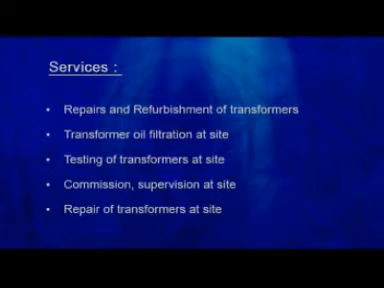 Services :
• Repairs and Refurbishment of transformers
• Transformer oil filtration at site
• Testing of transformers at site
• Commission, supervision at site
• Repair of transformers at site